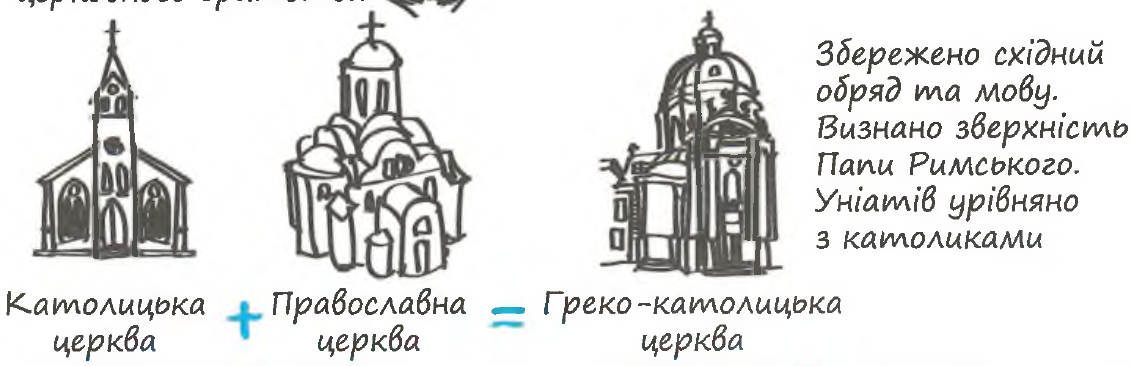 Збережено східний
обряд та мову.
Визнано зверхність
Папи Римського.
Уніатів урівняно
з католиками
Католицька церква
+
Православна церква
=
Греко-католицька церква